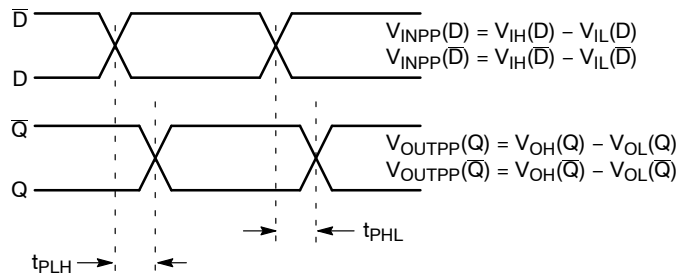 D̅
V_INPP(D) = V_IH(D) − V_IL(D)
V_INPP(D̅) = V_IH(D̅) − V_IL(D̅)
D
Q̅
V_OUTPP(Q) = V_OH(Q) − V_OL(Q)
V_OUTPP(Q̅) = V_OH(Q̅) − V_OL(Q̅)
Q
t_PHL
t_PLH